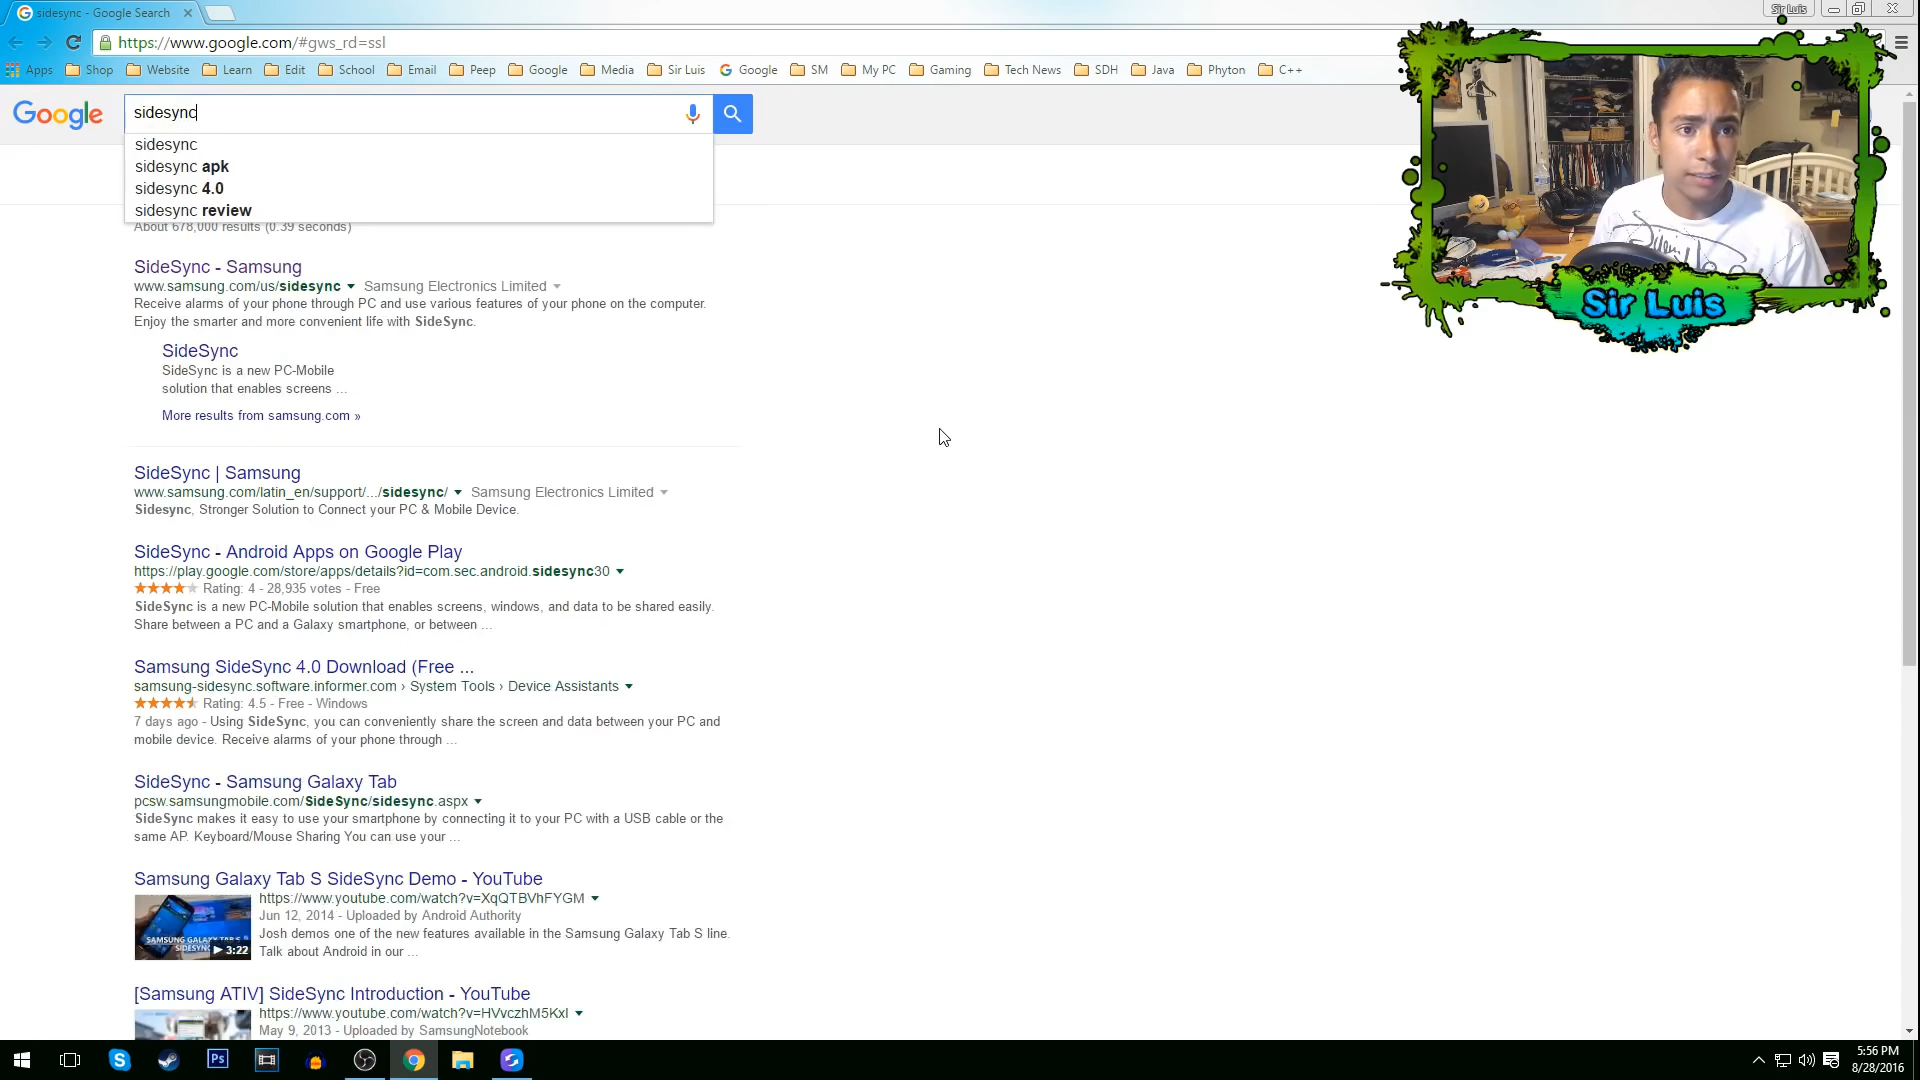 sidesync - Google Search
Sir Luis
https://www.google.com/#gws_rd=ssl
Apps Shop Website Learn Edit School Email Peep Google Media Sir Luis Google SM My PC Gaming Tech News SDH Java Phyton C++
Google
sidesync
sidesync
sidesync apk
sidesync 4.0
sidesync review
About 678,000 results (0.39 seconds)
SideSync - Samsung
www.samsung.com/us/sidesync Samsung Electronics Limited
Receive alarms of your phone through PC and use various features of your phone on the computer.
Enjoy the smarter and more convenient life with SideSync.
SideSync
SideSync is a new PC-Mobile
solution that enables screens ...
More results from samsung.com »
SideSync | Samsung
www.samsung.com/latin_en/support/.../sidesync/ Samsung Electronics Limited
Sidesync, Stronger Solution to Connect your PC & Mobile Device.
SideSync - Android Apps on Google Play
https://play.google.com/store/apps/details?id=com.sec.android.sidesync30
Rating: 4 - 28,935 votes - Free
SideSync is a new PC-Mobile solution that enables screens, windows, and data to be shared easily.
Share between a PC and a Galaxy smartphone, or between ...
Samsung SideSync 4.0 Download (Free ...
samsung-sidesync.software.informer.com › System Tools › Device Assistants
Rating: 4.5 - Free - Windows
7 days ago - Using SideSync, you can conveniently share the screen and data between your PC and
mobile device. Receive alarms of your phone through ...
SideSync - Samsung Galaxy Tab
pcsw.samsungmobile.com/SideSync/sidesync.aspx
SideSync makes it easy to use your smartphone by connecting it to your PC with a USB cable or the
same AP. Keyboard/Mouse Sharing You can use your ...
Samsung Galaxy Tab S SideSync Demo - YouTube
https://www.youtube.com/watch?v=XqQTBVhFYGM
Jun 12, 2014 - Uploaded by Android Authority
Josh demos one of the new features available in the Samsung Galaxy Tab S line.
Talk about Android in our ...
SAMSUNG GALAXY TAB S
SIDESYNC
3:22
[Samsung ATIV] SideSync Introduction - YouTube
https://www.youtube.com/watch?v=HVvczhM5KxI
May 9, 2013 - Uploaded by SamsungNotebook
Sir Luis
Ps
5:56 PM
8/28/2016